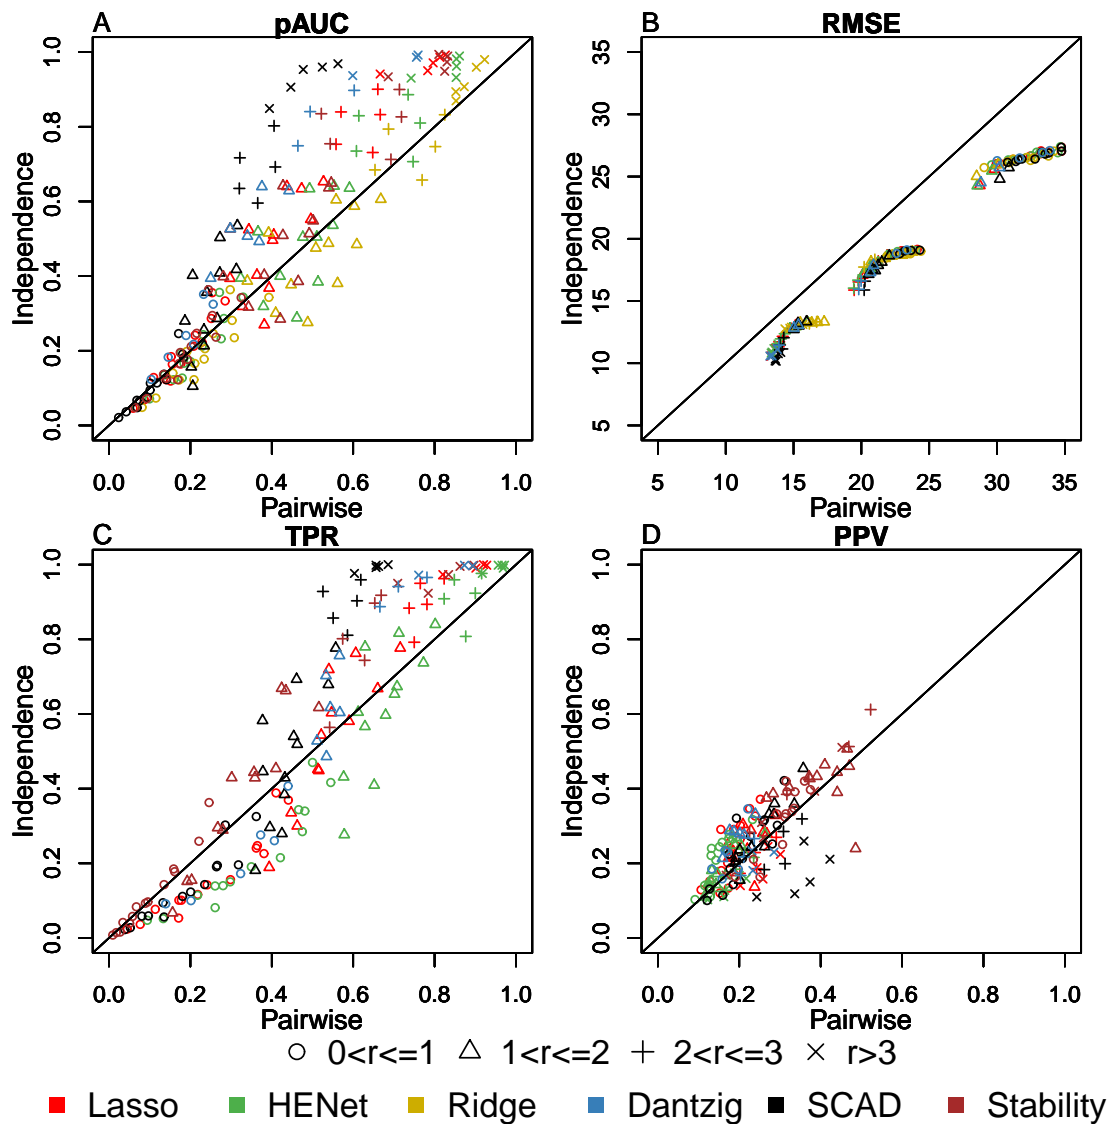 A pAUC
B RMSE
Independence
0.0 0.2 0.4 0.6 0.8 1.0
0.0 0.2 0.4 0.6 0.8 1.0
Pairwise
Independence
5 10 15 20 25 30 35
5 10 15 20 25 30 35
Pairwise
C TPR
D PPV
Independence
0.0 0.2 0.4 0.6 0.8 1.0
0.0 0.2 0.4 0.6 0.8 1.0
Pairwise
Independence
0.0 0.2 0.4 0.6 0.8 1.0
0.0 0.2 0.4 0.6 0.8 1.0
Pairwise
0<r<=1 1<r<=2 2<r<=3 r>3
Lasso HENet Ridge Dantzig SCAD Stability